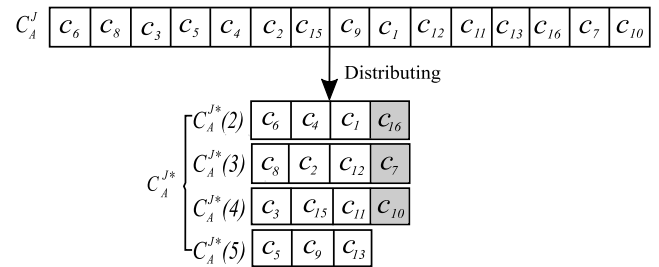 C_A^J c_6 c_8 c_3 c_5 c_4 c_2 c_15 c_9 c_1 c_12 c_11 c_13 c_16 c_7 c_10
Distributing
C_A^J*(2) c_6 c_4 c_1 c_16
C_A^J*(3) c_8 c_2 c_12 c_7
C_A^J*
C_A^J*(4) c_3 c_15 c_11 c_10
C_A^J*(5) c_5 c_9 c_13